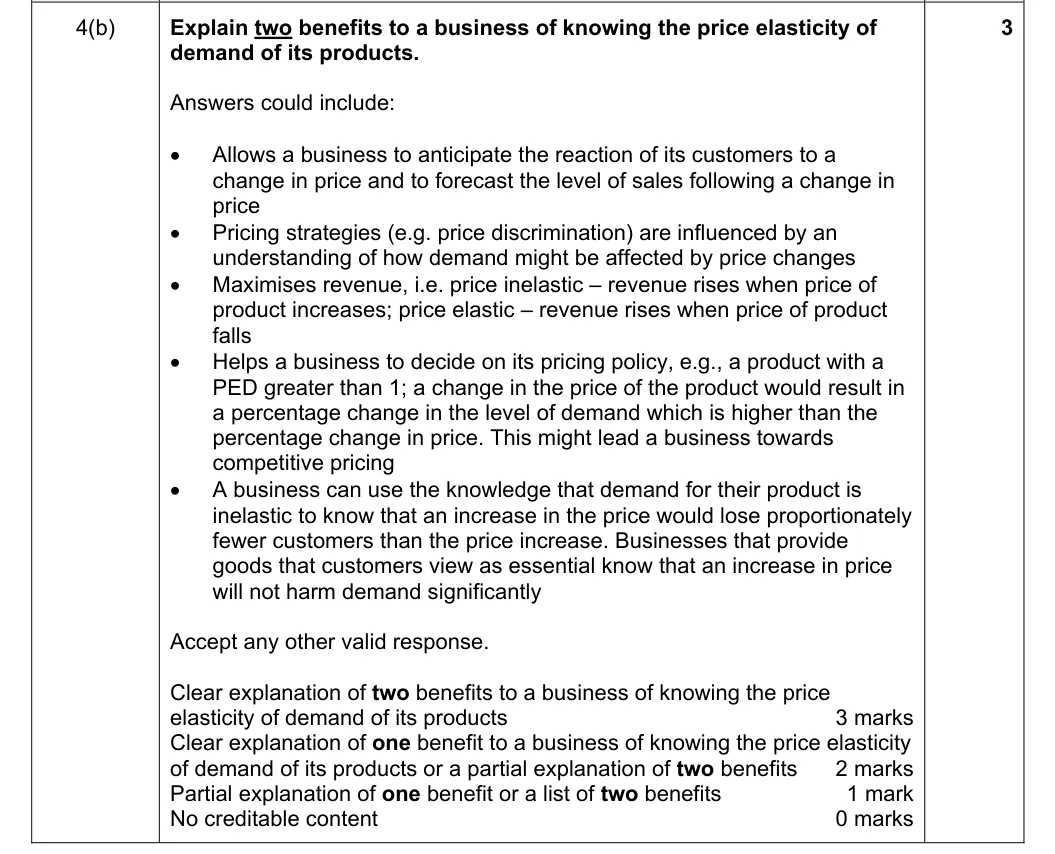 4(b)
Explain two benefits to a business of knowing the price elasticity of
demand of its products.
3
Answers could include:
• Allows a business to anticipate the reaction of its customers to a
change in price and to forecast the level of sales following a change in
price
• Pricing strategies (e.g. price discrimination) are influenced by an
understanding of how demand might be affected by price changes
• Maximises revenue, i.e. price inelastic – revenue rises when price of
product increases; price elastic – revenue rises when price of product
falls
• Helps a business to decide on its pricing policy, e.g., a product with a
PED greater than 1; a change in the price of the product would result in
a percentage change in the level of demand which is higher than the
percentage change in price. This might lead a business towards
competitive pricing
• A business can use the knowledge that demand for their product is
inelastic to know that an increase in the price would lose proportionately
fewer customers than the price increase. Businesses that provide
goods that customers view as essential know that an increase in price
will not harm demand significantly
Accept any other valid response.
Clear explanation of two benefits to a business of knowing the price
elasticity of demand of its products 3 marks
Clear explanation of one benefit to a business of knowing the price elasticity
of demand of its products or a partial explanation of two benefits 2 marks
Partial explanation of one benefit or a list of two benefits 1 mark
No creditable content 0 marks